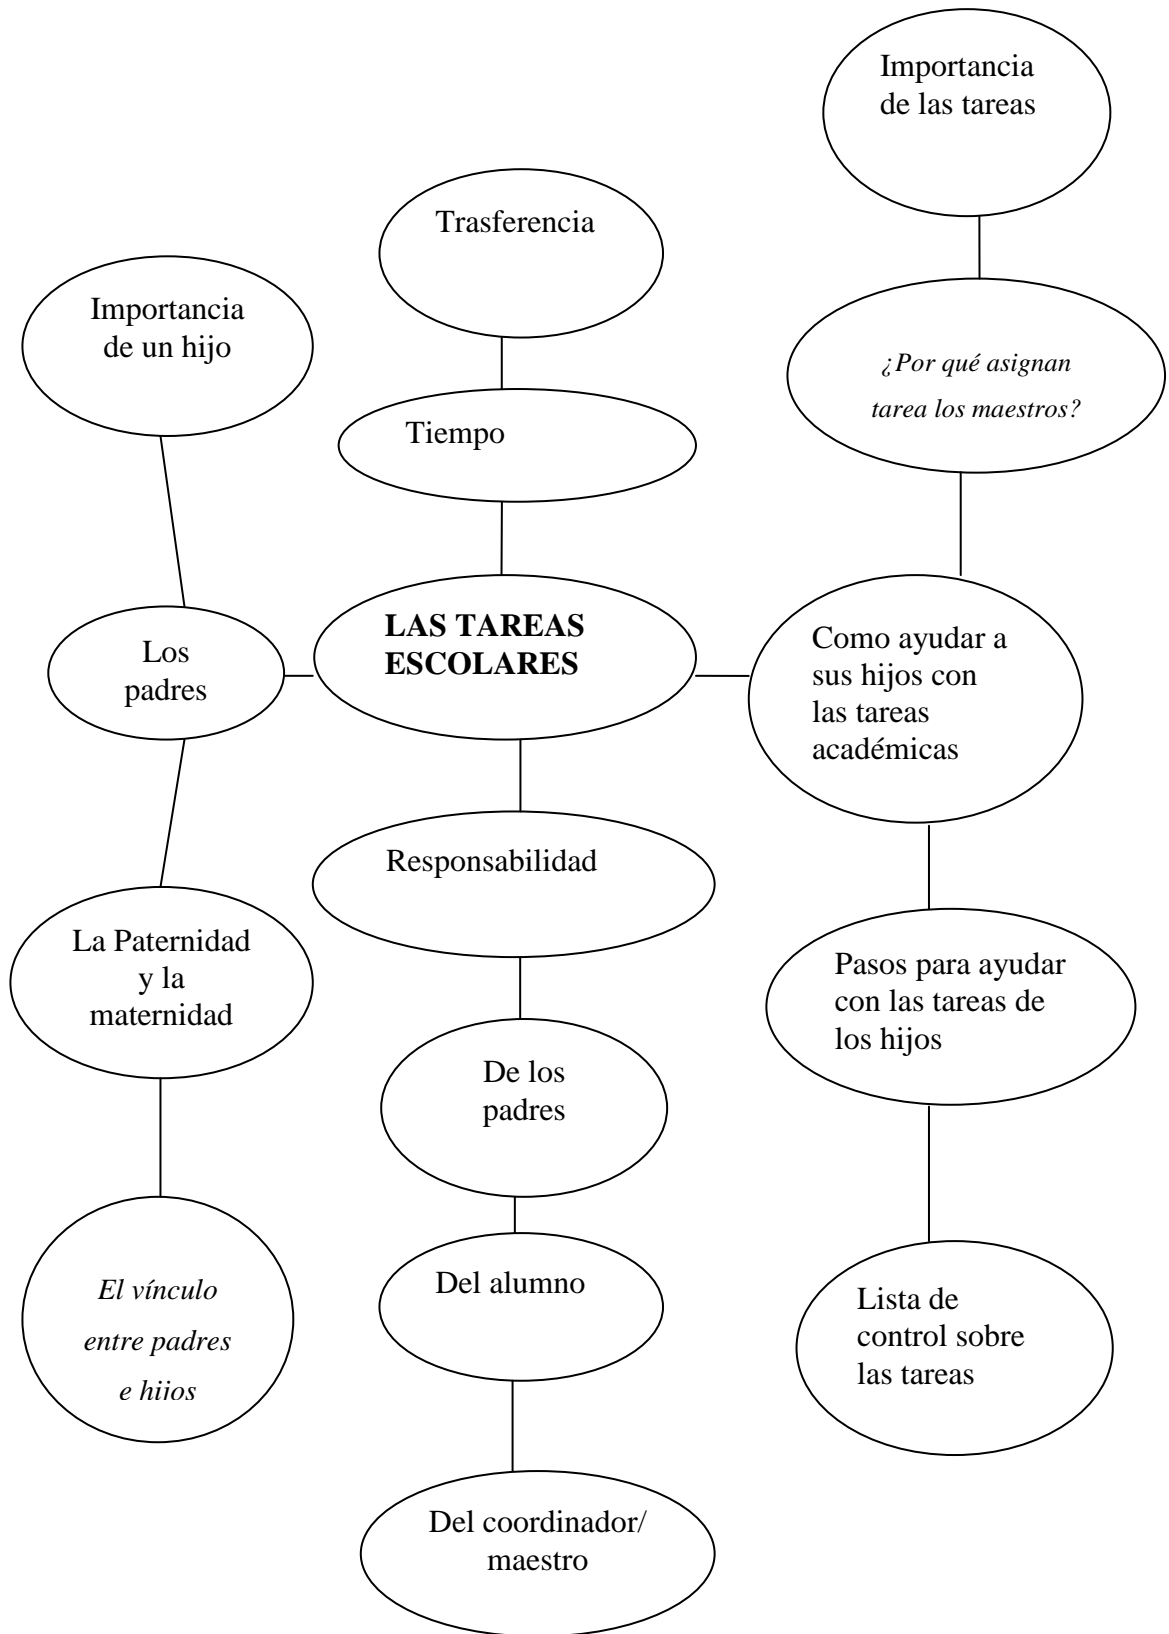 Importancia
de las tareas
Trasferencia
Importancia
de un hijo
¿Por qué asignan
tarea los maestros?
Tiempo
LAS TAREAS
ESCOLARES
Los
padres
Como ayudar a
sus hijos con
las tareas
académicas
Responsabilidad
La Paternidad
y la
maternidad
Pasos para ayudar
con las tareas de
los hijos
De los
padres
Del alumno
El vínculo
entre padres
e hijos
Lista de
control sobre
las tareas
Del coordinador/
maestro